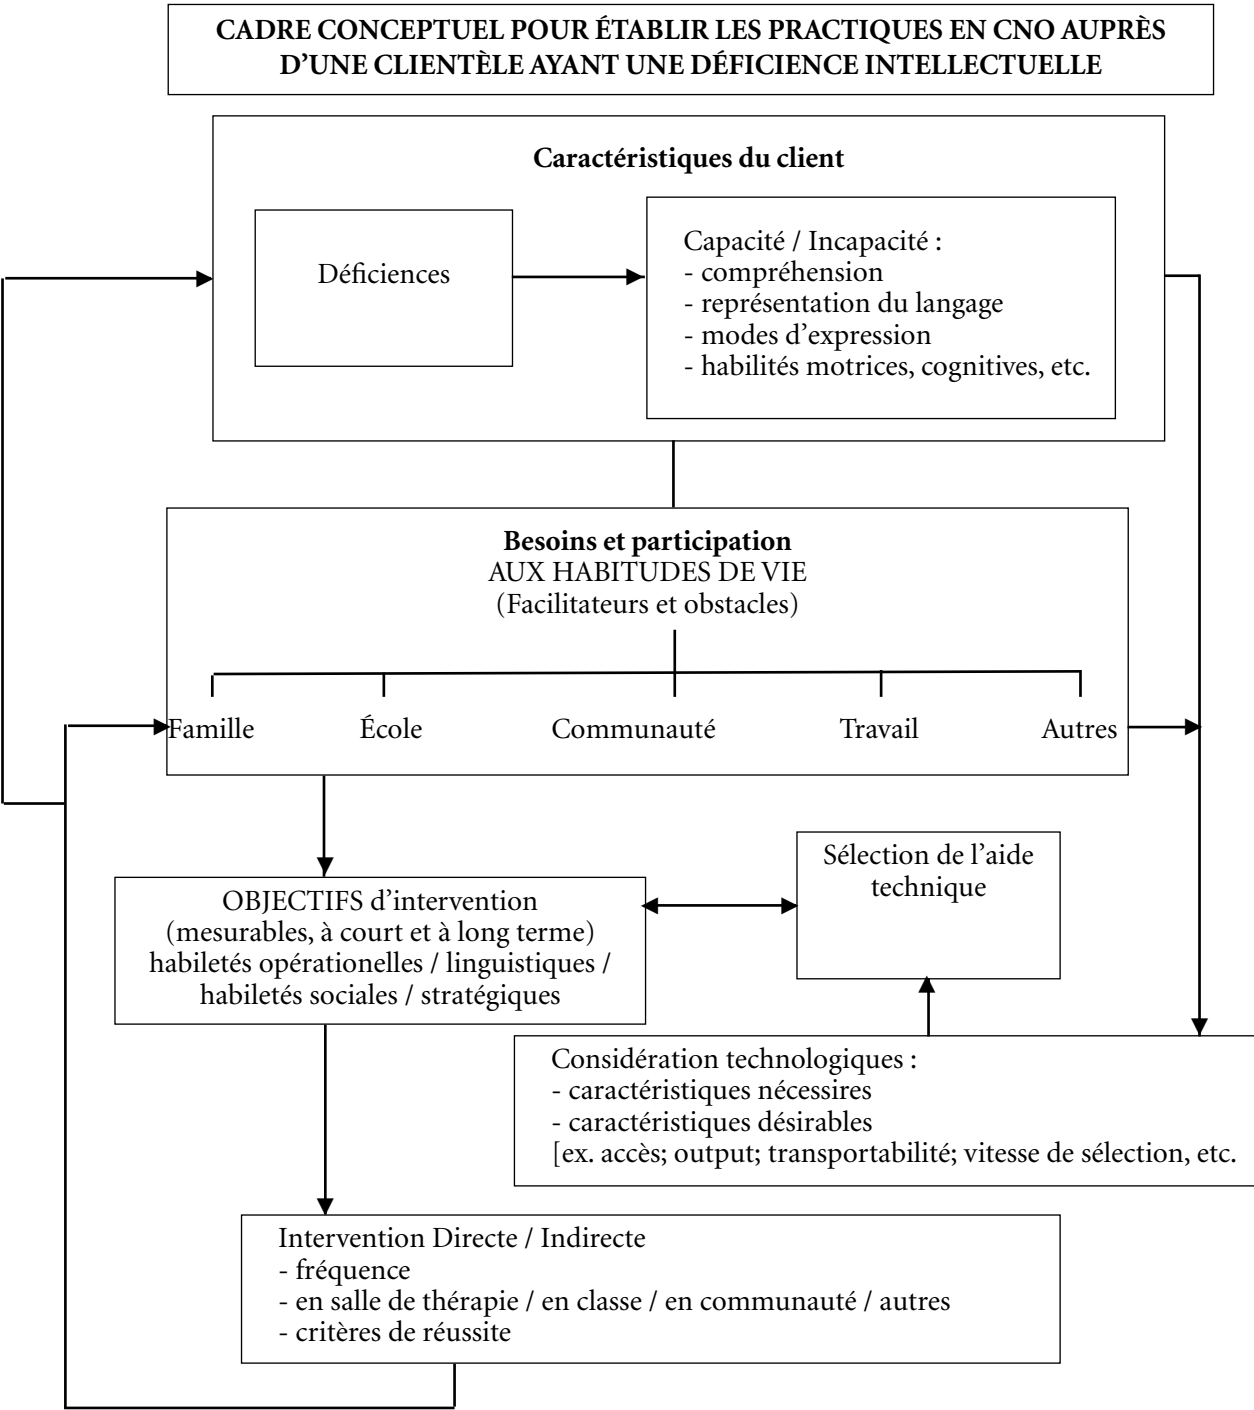 CADRE CONCEPTUEL POUR ÉTABLIR LES PRACTIQUES EN CNO AUPRÈS
D’UNE CLIENTÈLE AYANT UNE DÉFICIENCE INTELLECTUELLE
Caractéristiques du client
Déficiences
Capacité / Incapacité :
- compréhension
- représentation du langage
- modes d’expression
- habilités motrices, cognitives, etc.
Besoins et participation
AUX HABITUDES DE VIE
(Facilitateurs et obstacles)
Famille École Communauté Travail Autres
OBJECTIFS d’intervention
(mesurables, à court et à long terme)
habiletés opérationelles / linguistiques /
habiletés sociales / stratégiques
Sélection de l’aide
technique
Considération technologiques :
- caractéristiques nécessires
- caractéristiques désirables
[ex. accès; output; transportabilité; vitesse de sélection, etc.
Intervention Directe / Indirecte
- fréquence
- en salle de thérapie / en classe / en communauté / autres
- critères de réussite